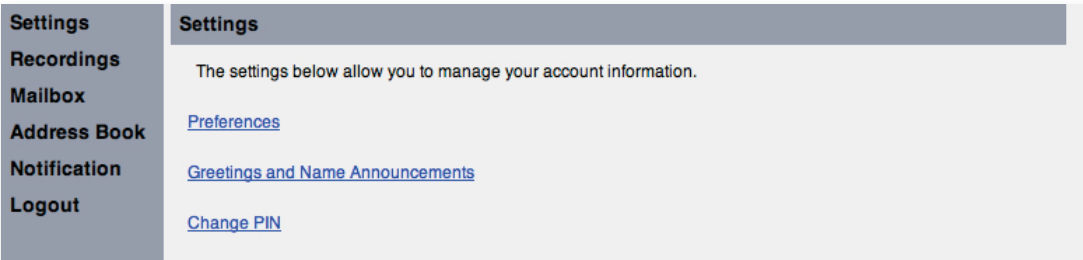 Settings
Recordings
Mailbox
Address Book
Notification
Logout
Settings
The settings below allow you to manage your account information.
Preferences
Greetings and Name Announcements
Change PIN